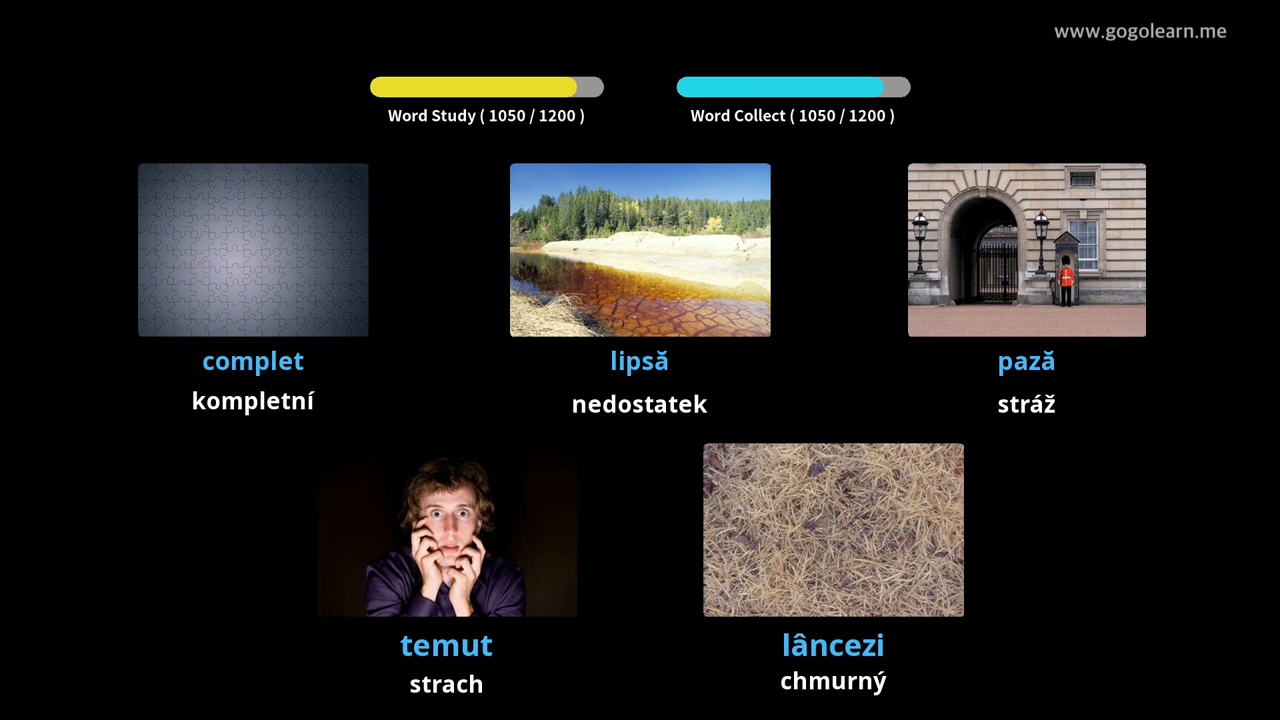 www.gogolearn.me
Word Study ( 1050 / 1200 )
Word Collect ( 1050 / 1200 )
complet
kompletní
lipsă
nedostatek
pază
stráž
temut
strach
lâncezi
chmurný